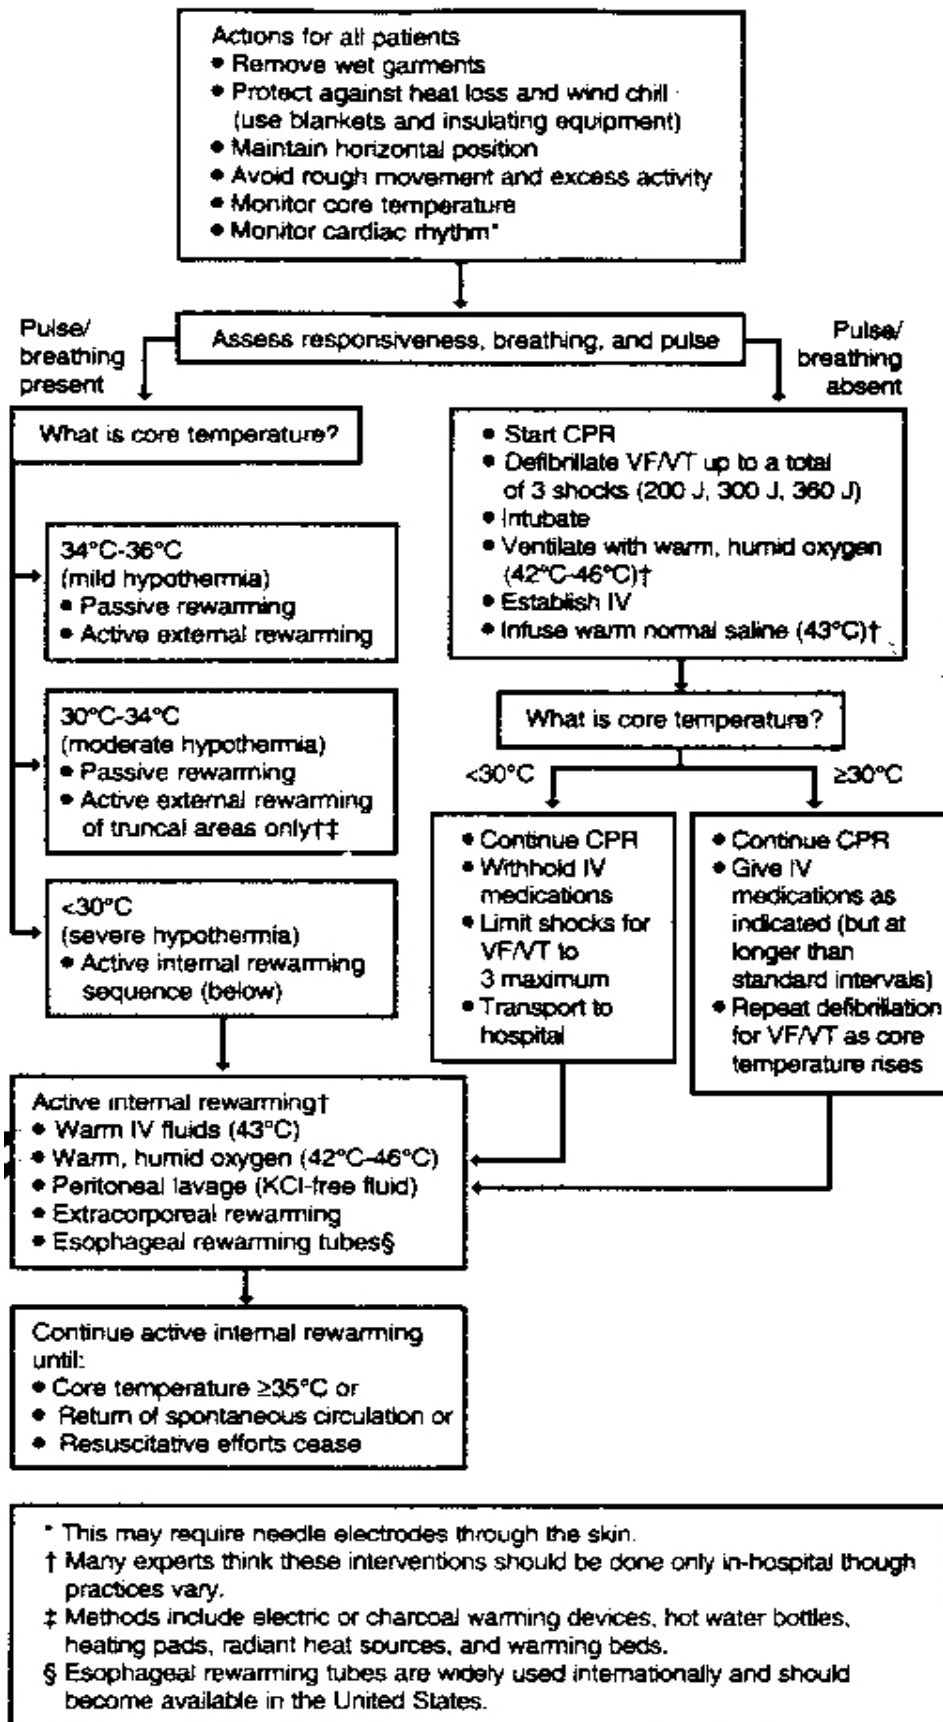 Actions for all patients
• Remove wet garments
• Protect against heat loss and wind chill
(use blankets and insulating equipment)
• Maintain horizontal position
• Avoid rough movement and excess activity
• Monitor core temperature
• Monitor cardiac rhythm*
Assess responsiveness, breathing, and pulse
Pulse/
breathing
present
Pulse/
breathing
absent
What is core temperature?
34°C-36°C
(mild hypothermia)
• Passive rewarming
• Active external rewarming
30°C-34°C
(moderate hypothermia)
• Passive rewarming
• Active external rewarming
of truncal areas only†‡
<30°C
(severe hypothermia)
• Active internal rewarming
sequence (below)
• Start CPR
• Defibrillate VF/VT up to a total
of 3 shocks (200 J, 300 J, 360 J)
• Intubate
• Ventilate with warm, humid oxygen
(42°C-46°C)†
• Establish IV
• Infuse warm normal saline (43°C)†
What is core temperature?
<30°C
≥30°C
• Continue CPR
• Withhold IV
medications
• Limit shocks for
VF/VT to
3 maximum
• Transport to
hospital
• Continue CPR
• Give IV
medications as
indicated (but at
longer than
standard intervals)
• Repeat defibrillation
for VF/VT as core
temperature rises
Active internal rewarming†
• Warm IV fluids (43°C)
• Warm, humid oxygen (42°C-46°C)
• Peritoneal lavage (KCl-free fluid)
• Extracorporeal rewarming
• Esophageal rewarming tubes§
Continue active internal rewarming
until:
• Core temperature ≥35°C or
• Return of spontaneous circulation or
• Resuscitative efforts cease
* This may require needle electrodes through the skin.
† Many experts think these interventions should be done only in-hospital though
practices vary.
‡ Methods include electric or charcoal warming devices, hot water bottles,
heating pads, radiant heat sources, and warming beds.
§ Esophageal rewarming tubes are widely used internationally and should
become available in the United States.